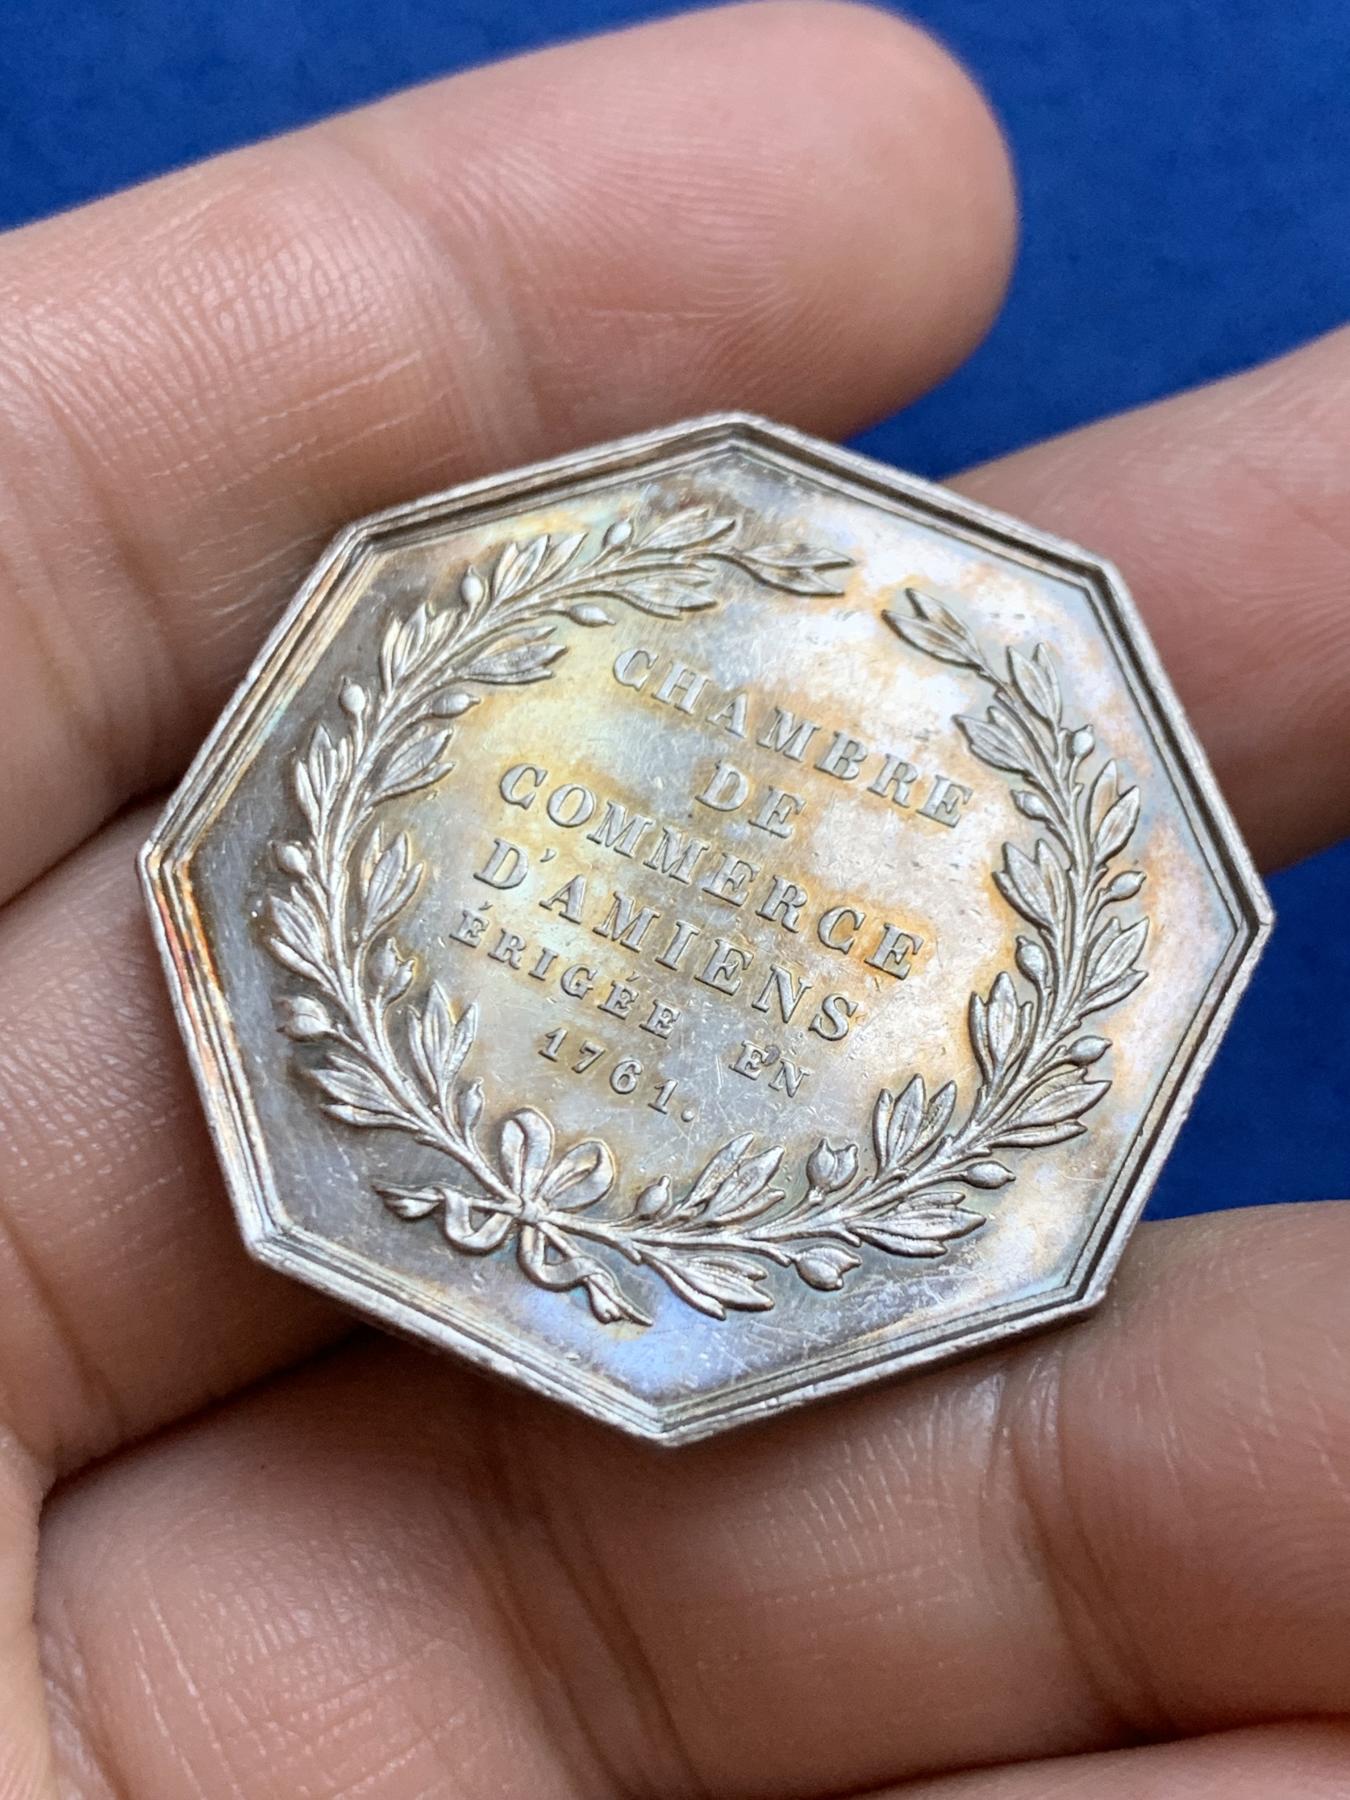 CHAMBRE
DE
COMMERCE
D'AMIENS
ÉRIGÉE EN
1761.